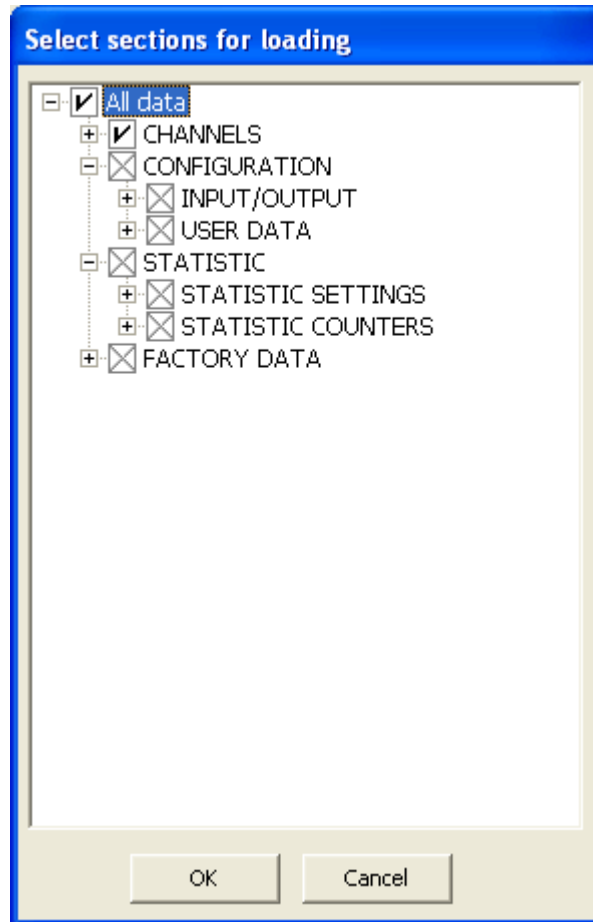 Select sections for loading
All data
CHANNELS
CONFIGURATION
INPUT/OUTPUT
USER DATA
STATISTIC
STATISTIC SETTINGS
STATISTIC COUNTERS
FACTORY DATA
OK Cancel